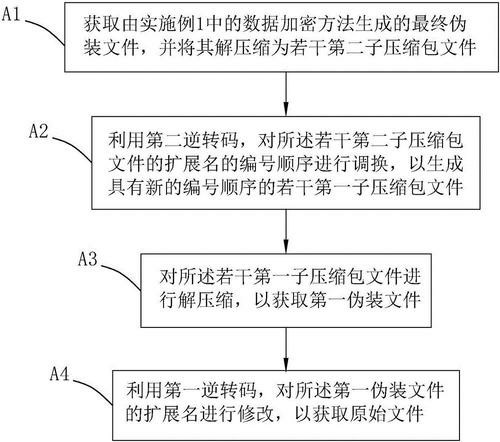 A1
获取由实施例1中的数据加密方法生成的最终伪
装文件，并将其解压缩为若干第二子压缩包文件
A2
利用第二逆转码，对所述若干第二子压缩包
文件的扩展名的编号顺序进行调换，以生成
具有新的编号顺序的若干第一子压缩包文件
A3
对所述若干第一子压缩包文件进
行解压缩，以获取第一伪装文件
A4
利用第一逆转码，对所述第一伪装文件
的扩展名进行修改，以获取原始文件